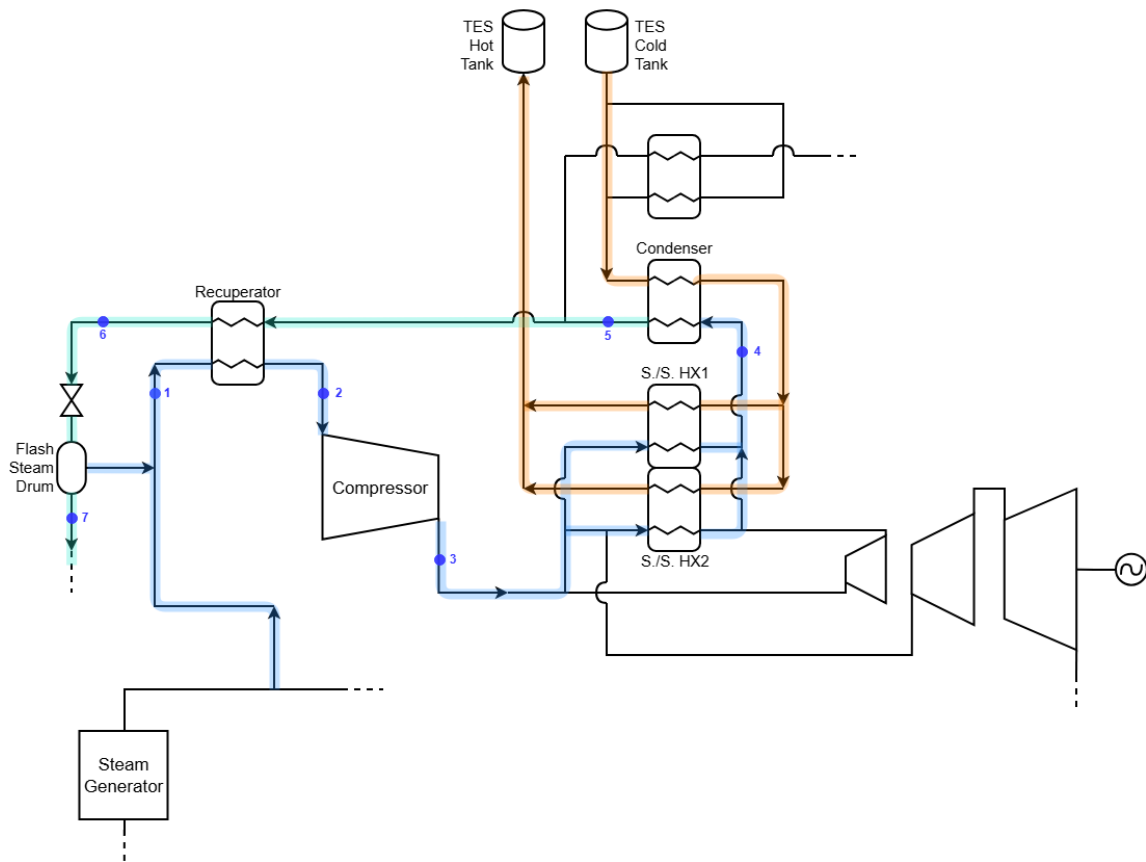 TES
Hot
Tank
TES
Cold
Tank
Condenser
Recuperator
6
5
4
S./S. HX1
1
2
Flash
Steam
Drum
Compressor
7
3
S./S. HX2
Steam
Generator